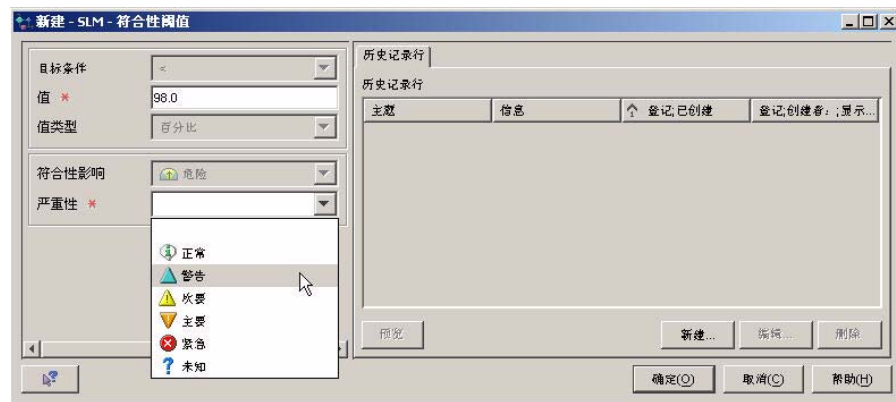 新建 - SLM - 符合性阈值
目标条件
<
值 *
98.0
值类型
百分比
符合性影响
危险
严重性 *
正常
警告
次要
主要
紧急
未知
历史记录行
历史记录行
主题
信息
登记;已创建
登记;创建者: ;显示...
预览
新建...
编辑...
删除
确定(O)
取消(C)
帮助(H)